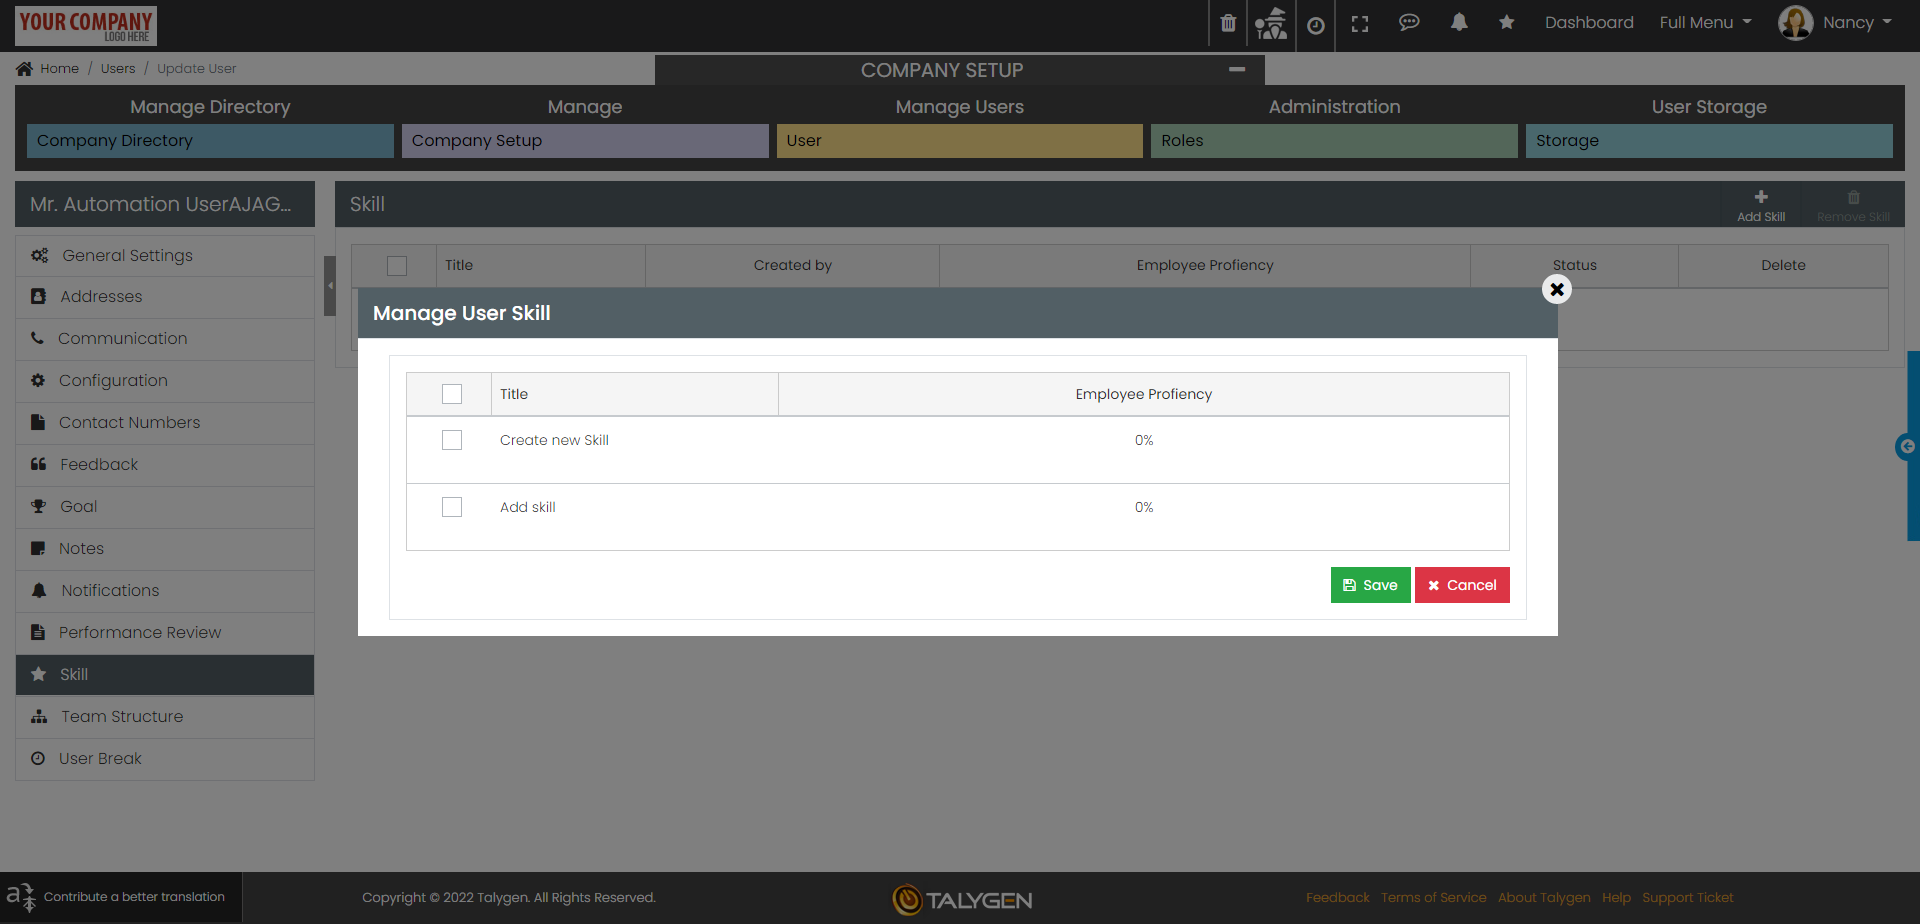 YOUR COMPANY
LOGO HERE
Dashboard
Full Menu
Nancy
Home / Users / Update User
COMPANY SETUP
Manage Directory
Manage
Manage Users
Administration
User Storage
Company Directory
Company Setup
User
Roles
Storage
Mr. Automation UserAJAG...
General Settings
Addresses
Communication
Configuration
Contact Numbers
Feedback
Goal
Notes
Notifications
Performance Review
Skill
Team Structure
User Break
Skill
Add Skill
Remove Skill
Title
Created by
Employee Profiency
Status
Delete
Manage User Skill
Title
Employee Profiency
Create new Skill
0%
Add skill
0%
Save
Cancel
Contribute a better translation
Copyright © 2022 Talygen. All Rights Reserved.
TALYGEN
Feedback
Terms of Service
About Talygen
Help
Support Ticket